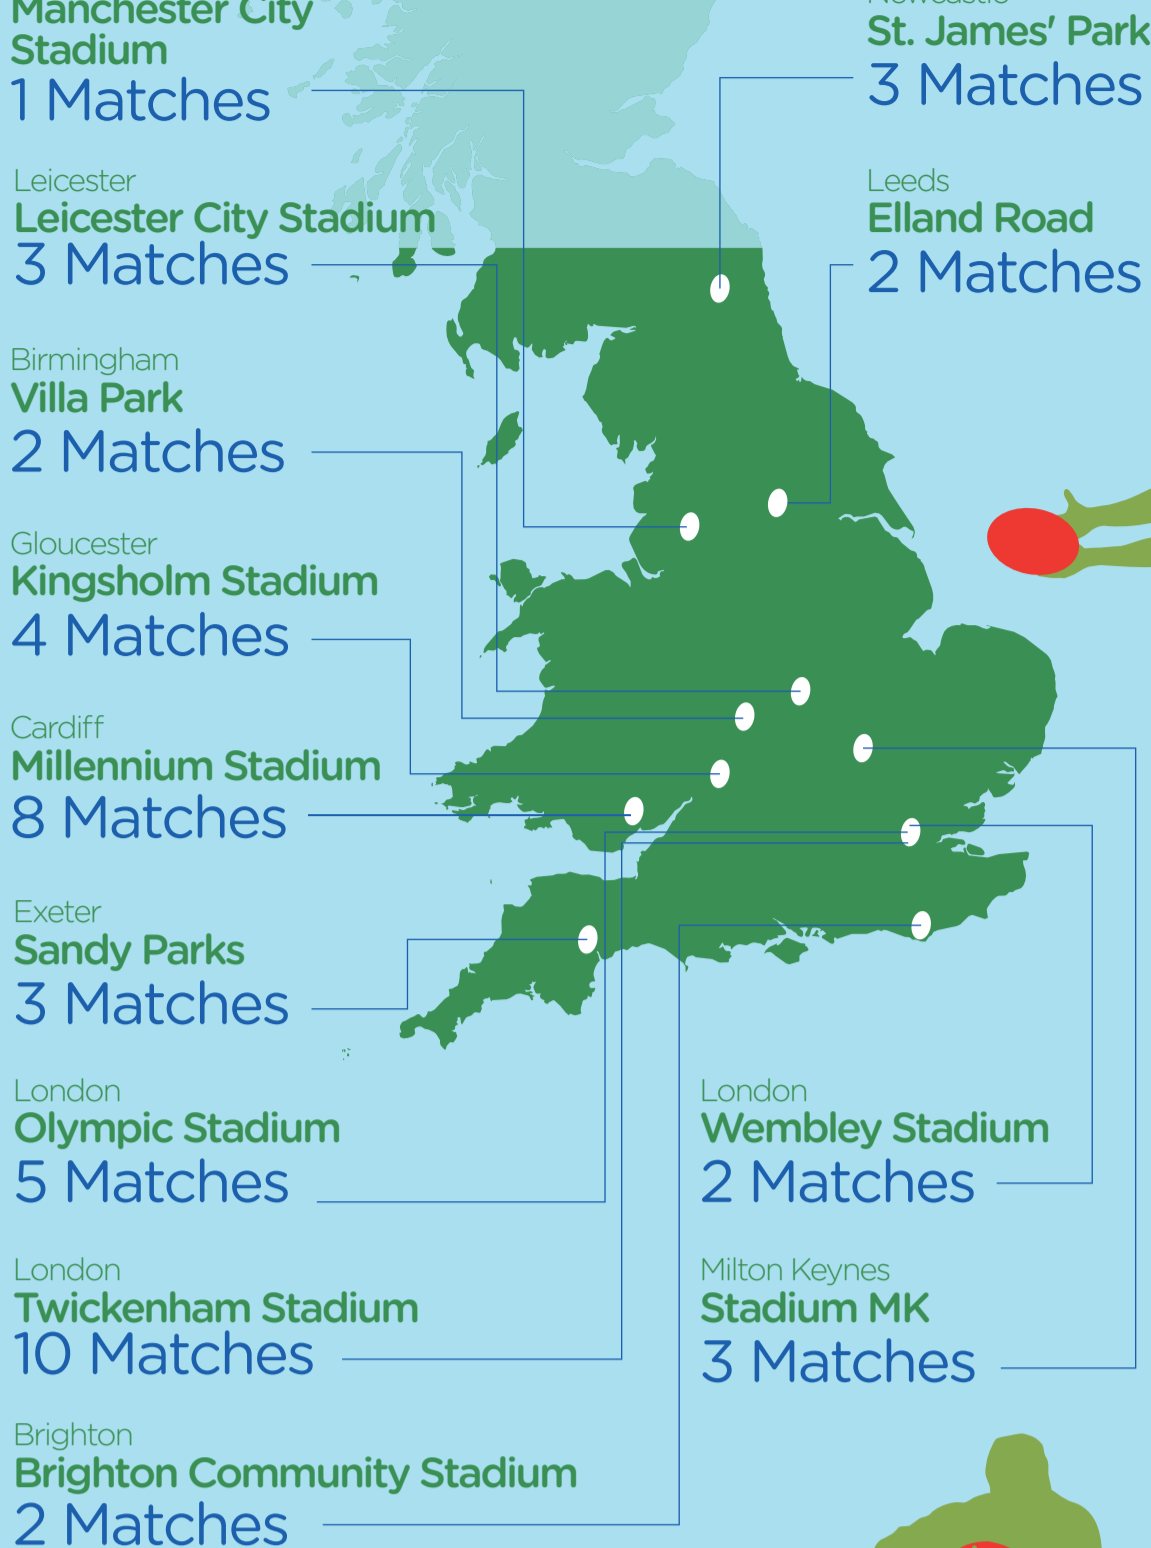 Manchester City
Stadium
1 Matches
Leicester
Leicester City Stadium
3 Matches
Birmingham
Villa Park
2 Matches
Gloucester
Kingsholm Stadium
4 Matches
Cardiff
Millennium Stadium
8 Matches
Exeter
Sandy Parks
3 Matches
London
Olympic Stadium
5 Matches
London
Twickenham Stadium
10 Matches
Brighton
Brighton Community Stadium
2 Matches
Newcastle
St. James' Park
3 Matches
Leeds
Elland Road
2 Matches
London
Wembley Stadium
2 Matches
Milton Keynes
Stadium MK
3 Matches